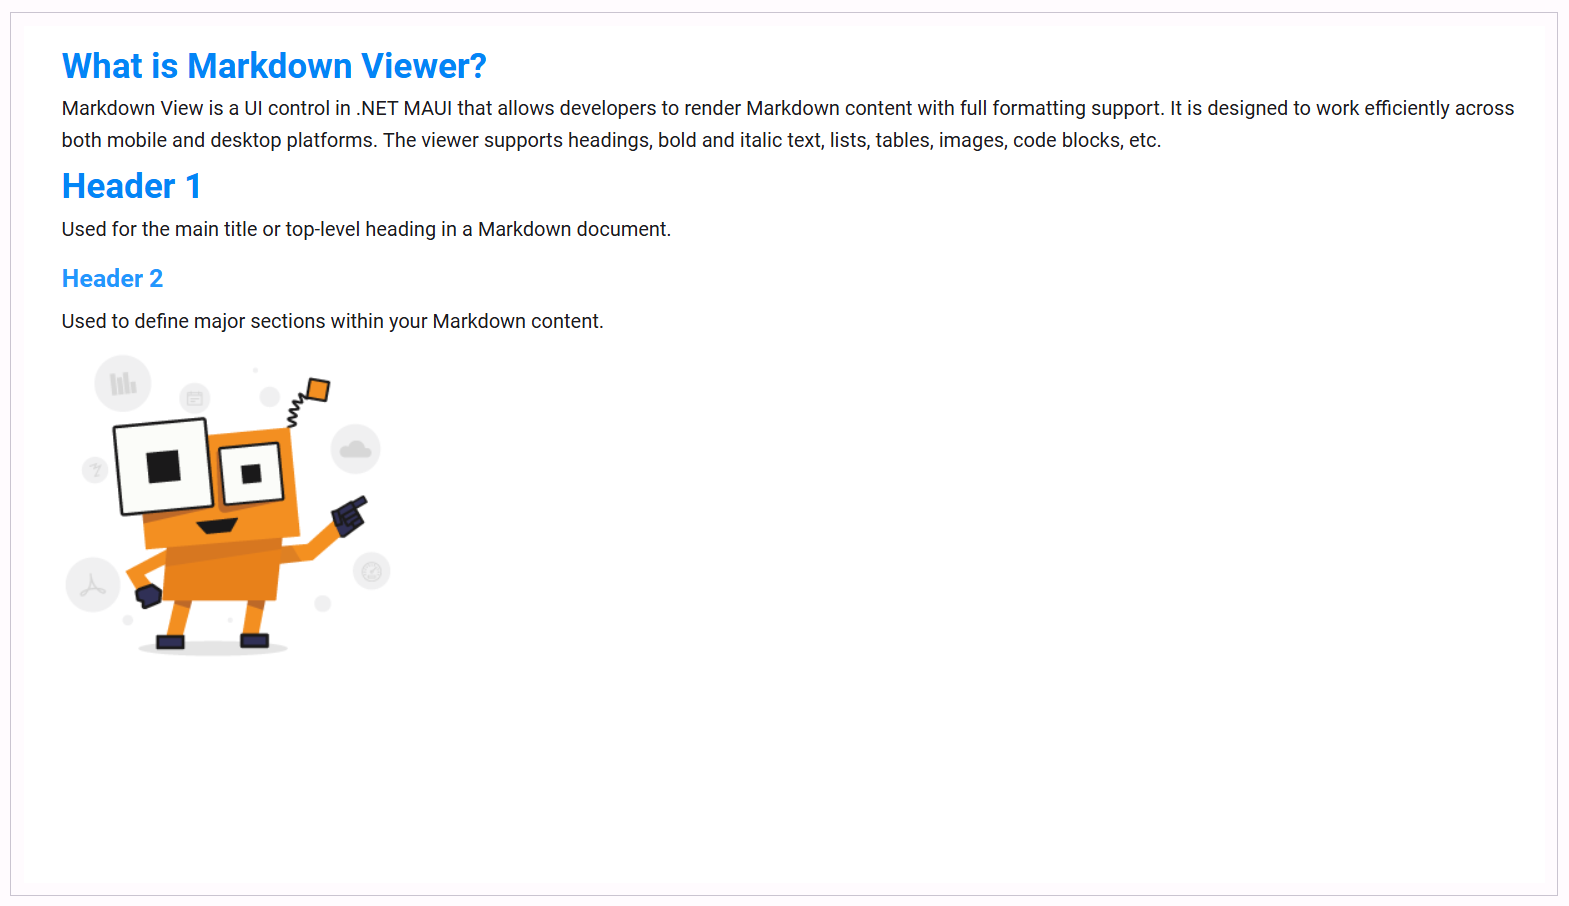 What is Markdown Viewer?
Markdown View is a UI control in .NET MAUI that allows developers to render Markdown content with full formatting support. It is designed to work efficiently across
both mobile and desktop platforms. The viewer supports headings, bold and italic text, lists, tables, images, code blocks, etc.
Header 1
Used for the main title or top-level heading in a Markdown document.
Header 2
Used to define major sections within your Markdown content.